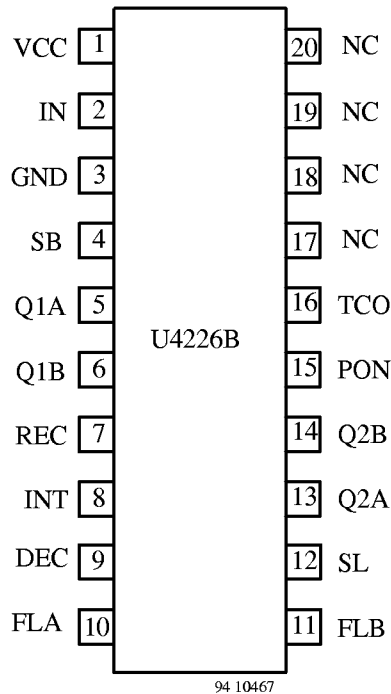 VCC 1 20 NC
IN 2 19 NC
GND 3 18 NC
SB 4 17 NC
Q1A 5 16 TCO
U4226B
Q1B 6 15 PON
REC 7 14 Q2B
INT 8 13 Q2A
DEC 9 12 SL
FLA 10 11 FLB
94 10467